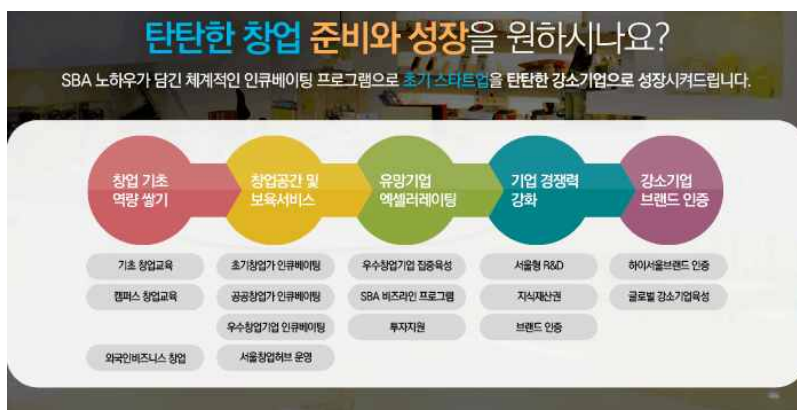 탄탄한 창업 준비와 성장을 원하시나요?
SBA 노하우가 담긴 체계적인 인큐베이팅 프로그램으로 초기 스타트업을 탄탄한 강소기업으로 성장시켜드립니다.
창업 기초
역량 쌓기
창업공간 및
보육서비스
유망기업
엑셀러레이팅
기업 경쟁력
강화
강소기업
브랜드 인증
기초 창업교육
캠퍼스 창업교육
외국인비즈니스 창업
초기창업가 인큐베이팅
공공창업가 인큐베이팅
우수창업기업 인큐베이팅
서울창업허브 운영
우수창업기업 집중육성
SBA 비즈라인 프로그램
투자지원
서울형 R&D
지식재산권
브랜드 인증
하이서울브랜드 인증
글로벌 강소기업육성